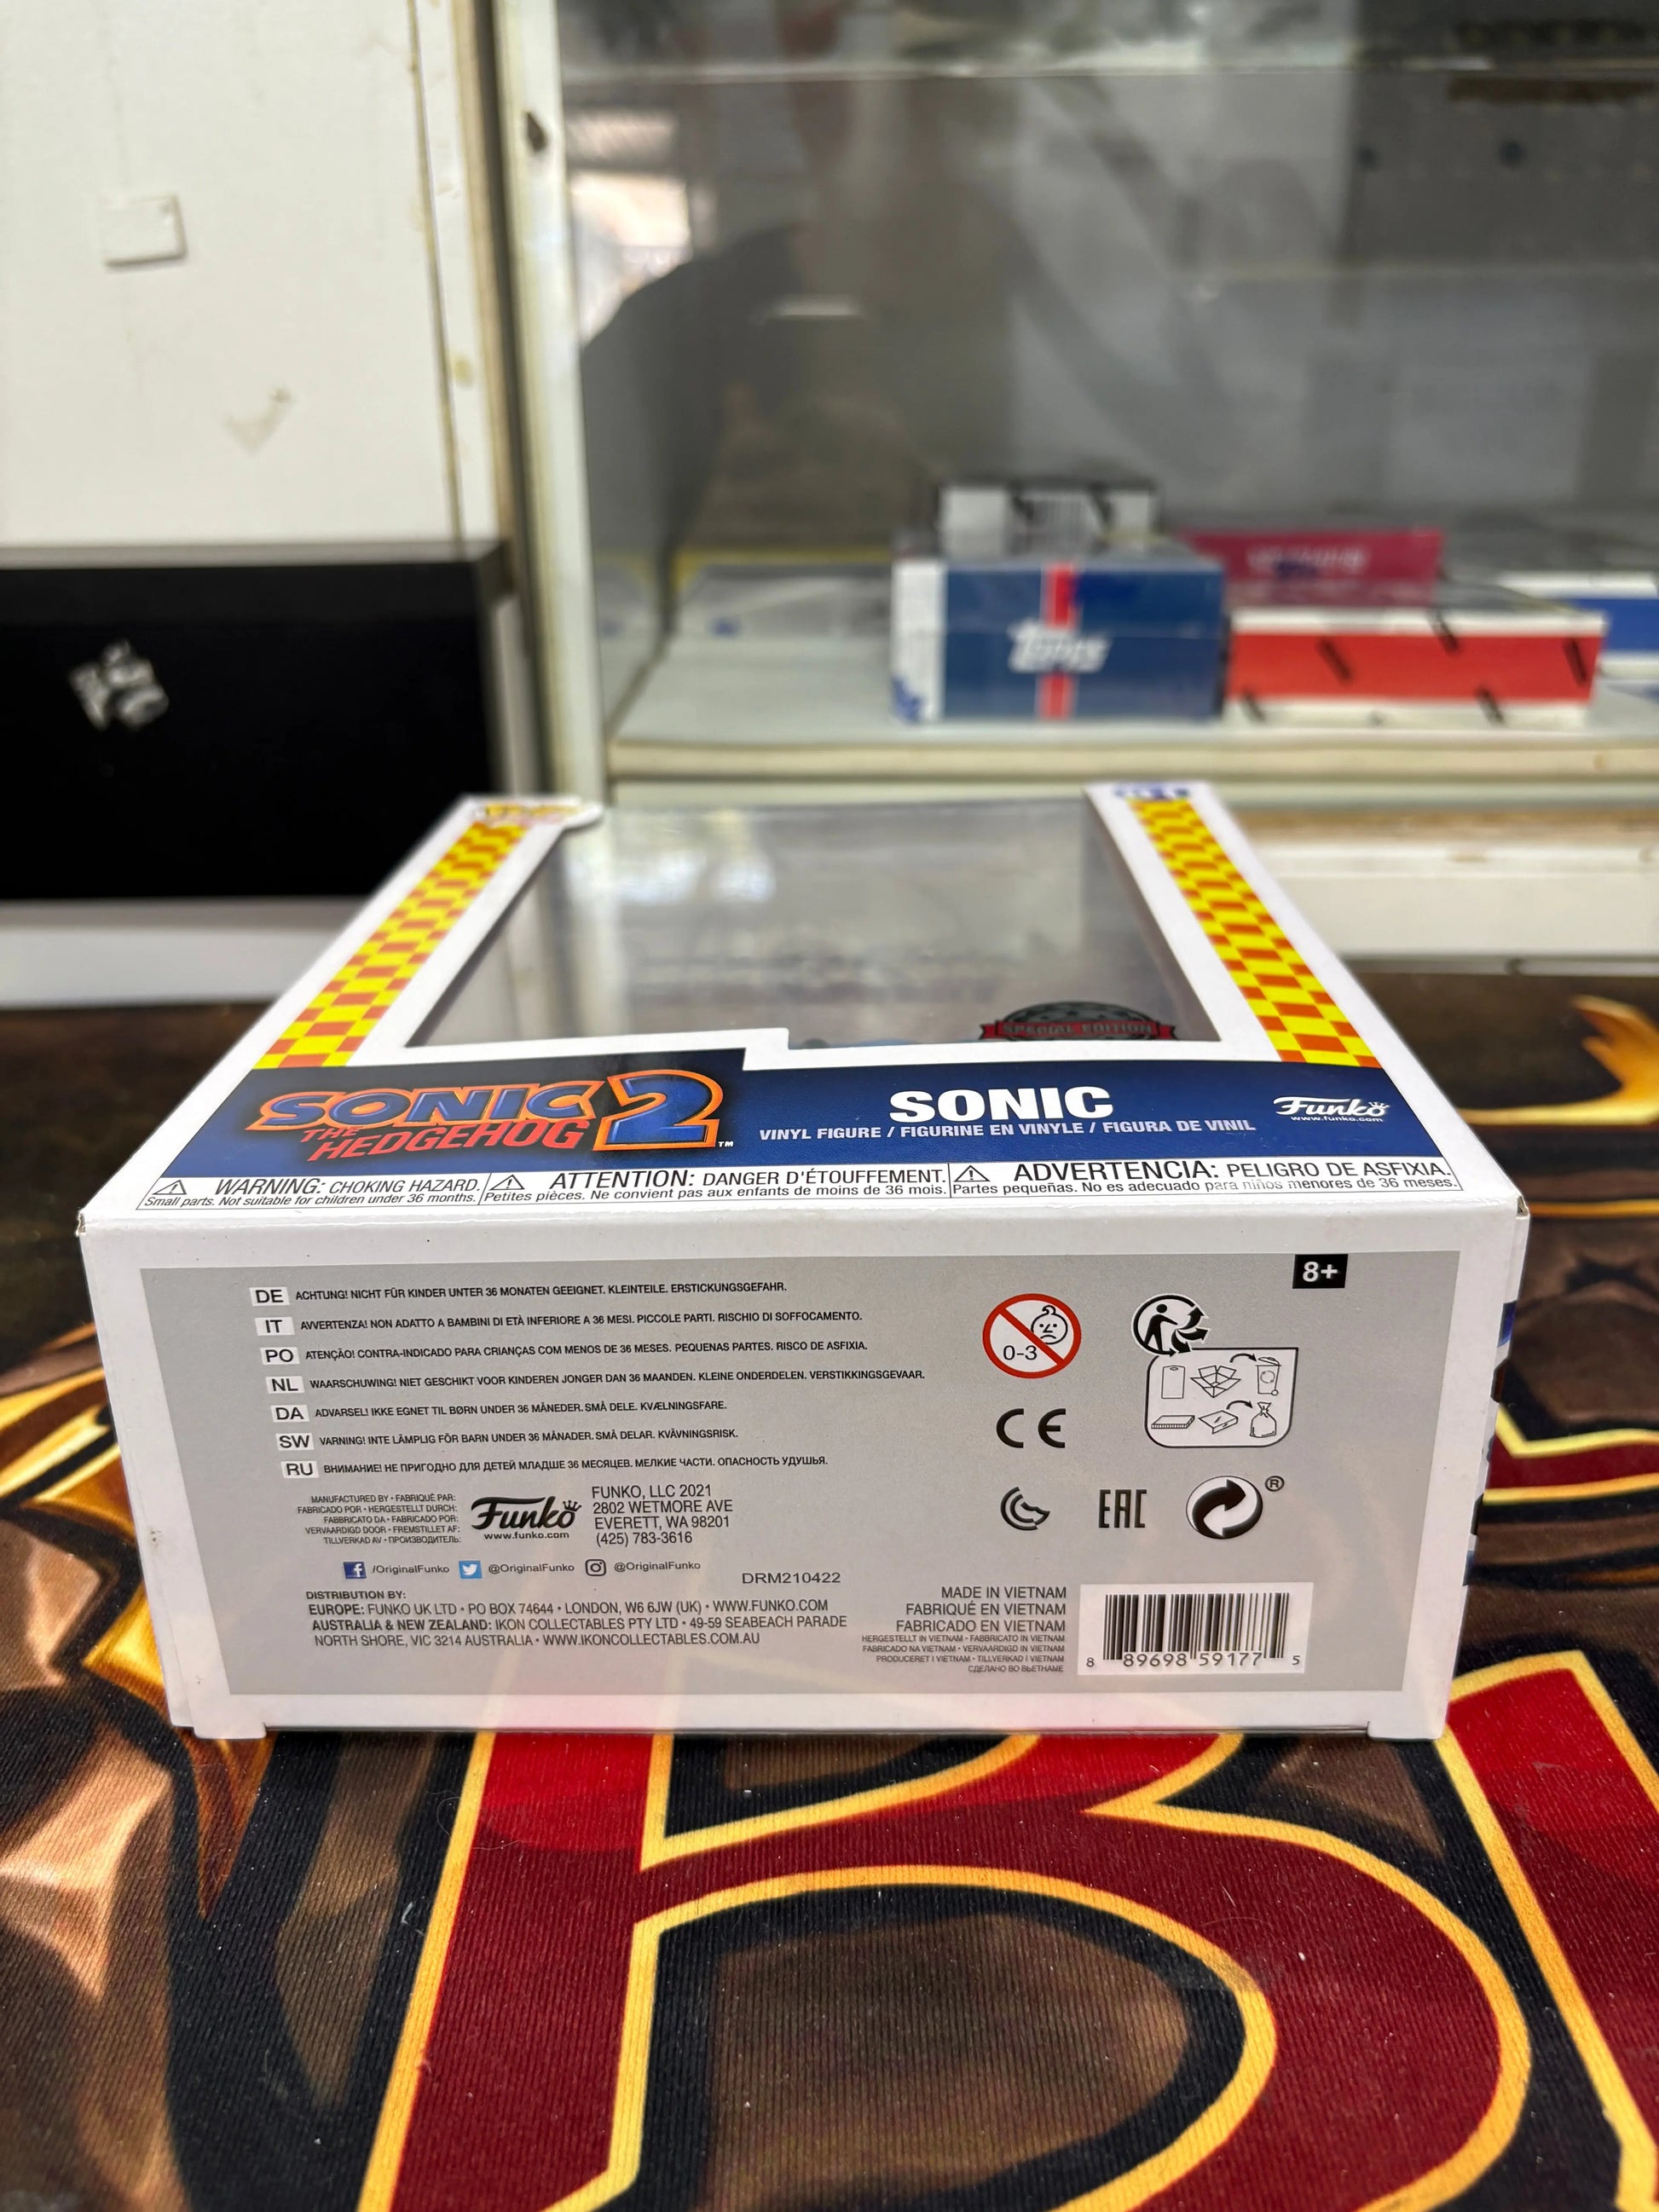 TOPPS
SPECIAL EDITION
SONIC
THE
HEDGEHOG 2™
SONIC
VINYL FIGURE / FIGURINE EN VINYLE / FIGURA DE VINIL
Funko
www.funko.com
WARNING: CHOKING HAZARD.
Small parts. Not suitable for children under 36 months.
ATTENTION: DANGER D'ÉTOUFFEMENT.
Petites pièces. Ne convient pas aux enfants de moins de 36 mois.
ADVERTENCIA: PELIGRO DE ASFIXIA.
Partes pequeñas. No es adecuado para niños menores de 36 meses.
8+
DE ACHTUNG! NICHT FÜR KINDER UNTER 36 MONATEN GEEIGNET. KLEINTEILE. ERSTICKUNGSGEFAHR.
IT AVVERTENZA! NON ADATTO A BAMBINI DI ETÀ INFERIORE A 36 MESI. PICCOLE PARTI. RISCHIO DI SOFFOCAMENTO.
PO ATENÇÃO! CONTRA-INDICADO PARA CRIANÇAS COM MENOS DE 36 MESES. PEQUENAS PARTES. RISCO DE ASFIXIA.
NL WAARSCHUWING! NIET GESCHIKT VOOR KINDEREN JONGER DAN 36 MAANDEN. KLEINE ONDERDELEN. VERSTIKKINGSGEVAAR.
DA ADVARSEL! IKKE EGNET TIL BØRN UNDER 36 MÅNEDER. SMÅ DELE. KVÆLNINGSFARE.
SW VARNING! INTE LÄMPLIG FÖR BARN UNDER 36 MÅNADER. SMÅ DELAR. KVÄVNINGSRISK.
RU ВНИМАНИЕ! НЕ ПРИГОДНО ДЛЯ ДЕТЕЙ МЛАДШЕ 36 МЕСЯЦЕВ. МЕЛКИЕ ЧАСТИ. ОПАСНОСТЬ УДУШЬЯ.
0-3
CE
EAC
®
MANUFACTURED BY • FABRIQUÉ PAR:
FABRICADO POR • HERGESTELLT DURCH:
FABBRICATO DA • FABRICADO POR:
VERVAARDIGD DOOR • FREMSTILLET AF:
TILLVERKAD AV • ПРОИЗВОДИТЕЛЬ:
Funko
www.funko.com
FUNKO, LLC 2021
2802 WETMORE AVE
EVERETT, WA 98201
(425) 783-3616
/OriginalFunko @OriginalFunko @OriginalFunko
DRM210422
DISTRIBUTION BY:
EUROPE: FUNKO UK LTD • PO BOX 74644 • LONDON, W6 6JW (UK) • WWW.FUNKO.COM
AUSTRALIA & NEW ZEALAND: IKON COLLECTABLES PTY LTD • 49-59 SEABEACH PARADE
NORTH SHORE, VIC 3214 AUSTRALIA • WWW.IKONCOLLECTABLES.COM.AU
MADE IN VIETNAM
FABRIQUÉ EN VIETNAM
FABRICADO EN VIETNAM
HERGESTELLT IN VIETNAM • FABBRICATO IN VIETNAM
FABRICADO NA VIETNAM • VERVAARDIGD IN VIETNAM
PRODUCERET I VIETNAM • TILLVERKAD I VIETNAM
СДЕЛАНО ВО ВЬЕТНАМЕ
8 89698 59177 5